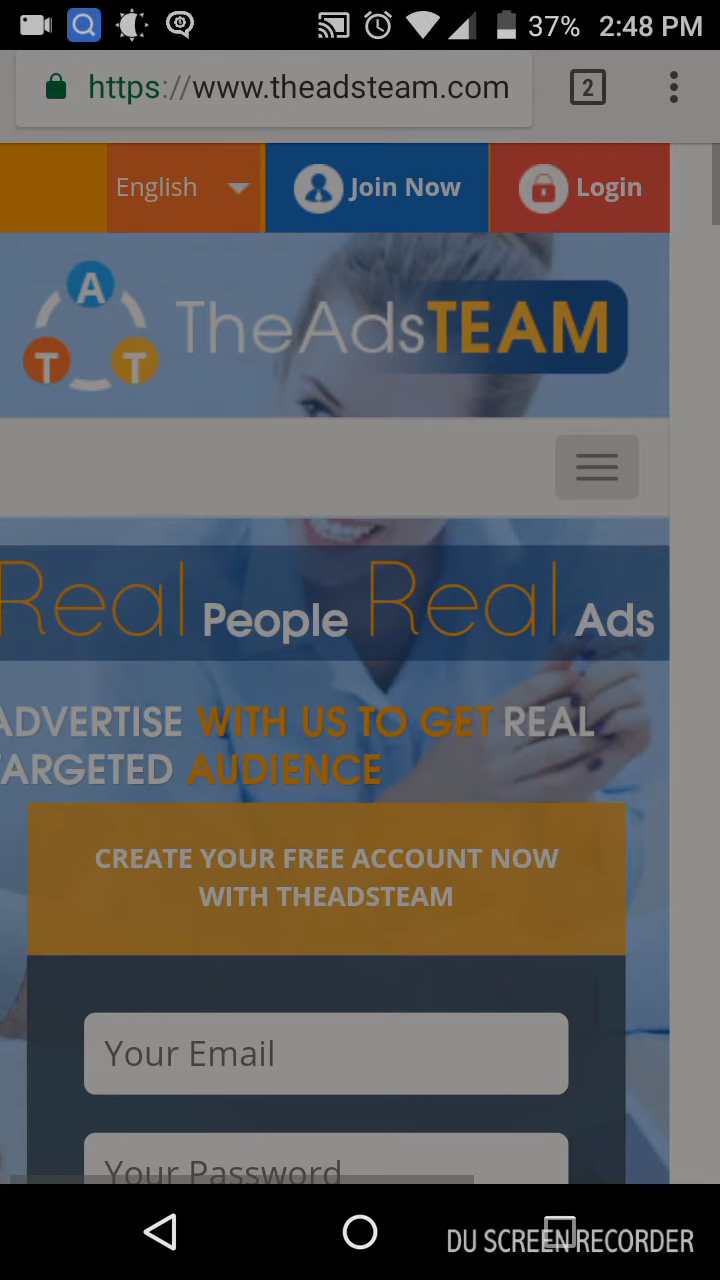 37% 2:48 PM
https://www.theadsteam.com 2
English Join Now Login
A
T T
TheAdsTEAM
Real People Real Ads
ADVERTISE WITH US TO GET REAL
TARGETED AUDIENCE
CREATE YOUR FREE ACCOUNT NOW
WITH THEADSTEAM
Your Email
Your Password
DU SCREEN RECORDER